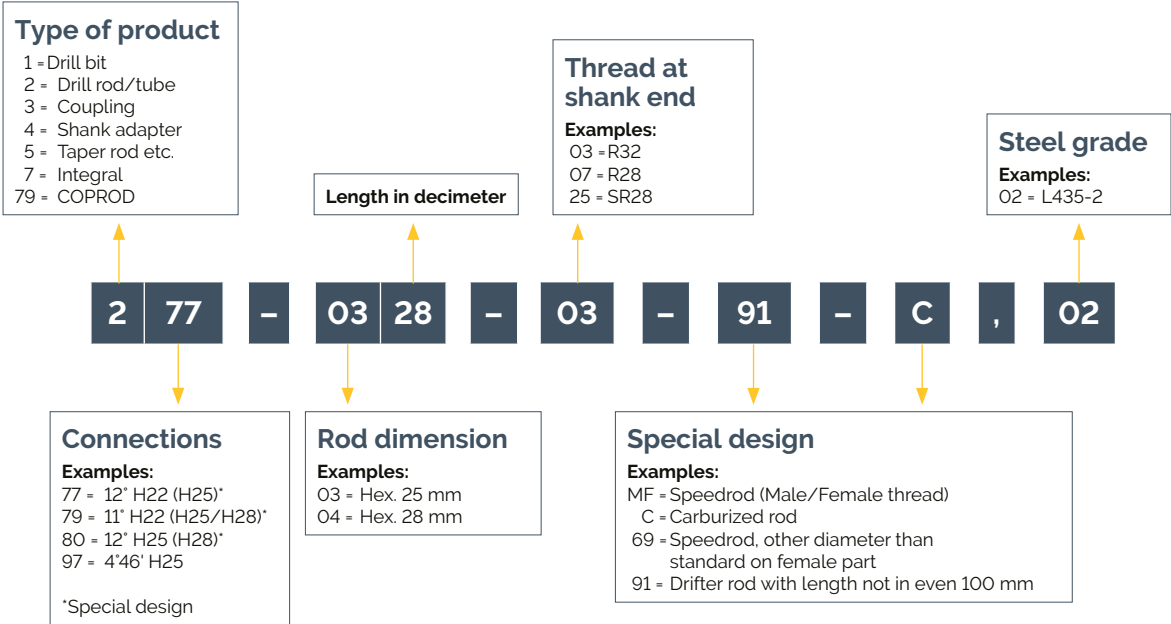 Type of product
1 = Drill bit
2 = Drill rod/tube
3 = Coupling
4 = Shank adapter
5 = Taper rod etc.
7 = Integral
79 = COPROD
Length in decimeter
Thread at
shank end
Examples:
03 = R32
07 = R28
25 = SR28
Steel grade
Examples:
02 = L435-2
2 77 – 03 28 – 03 – 91 – C , 02
Connections
Examples:
77 = 12° H22 (H25)*
79 = 11° H22 (H25/H28)*
80 = 12° H25 (H28)*
97 = 4°46' H25
*Special design
Rod dimension
Examples:
03 = Hex. 25 mm
04 = Hex. 28 mm
Special design
Examples:
MF = Speedrod (Male/Female thread)
C = Carburized rod
69 = Speedrod, other diameter than
standard on female part
91 = Drifter rod with length not in even 100 mm